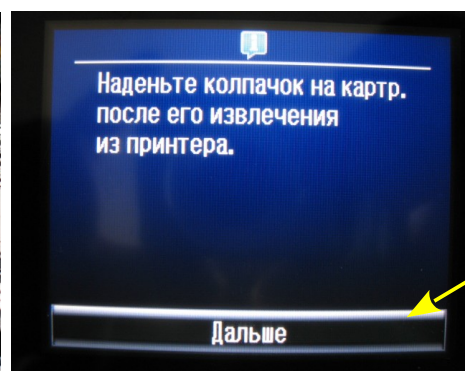 Наденьте колпачок на картр.
после его извлечения
из принтера.
Дальше